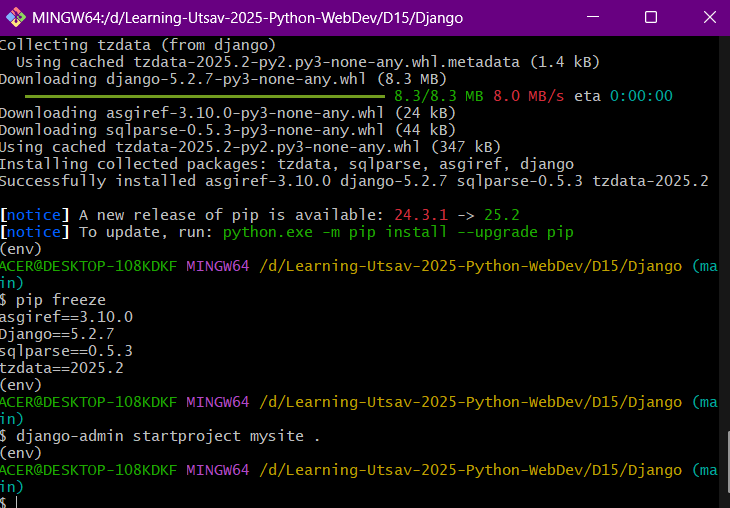 MINGW64:/d/Learning-Utsav-2025-Python-WebDev/D15/Django
Collecting tzdata (from django)
  Using cached tzdata-2025.2-py2.py3-none-any.whl.metadata (1.4 kB)
Downloading django-5.2.7-py3-none-any.whl (8.3 MB)
8.3/8.3 MB 8.0 MB/s eta 0:00:00
Downloading asgiref-3.10.0-py3-none-any.whl (24 kB)
Downloading sqlparse-0.5.3-py3-none-any.whl (44 kB)
Using cached tzdata-2025.2-py2.py3-none-any.whl (347 kB)
Installing collected packages: tzdata, sqlparse, asgiref, django
Successfully installed asgiref-3.10.0 django-5.2.7 sqlparse-0.5.3 tzdata-2025.2
[notice] A new release of pip is available: 24.3.1 -> 25.2
[notice] To update, run: python.exe -m pip install --upgrade pip
(env)
ACER@DESKTOP-108KDKF MINGW64 /d/Learning-Utsav-2025-Python-WebDev/D15/Django (ma
in)
$ pip freeze
asgiref==3.10.0
Django==5.2.7
sqlparse==0.5.3
tzdata==2025.2
(env)
ACER@DESKTOP-108KDKF MINGW64 /d/Learning-Utsav-2025-Python-WebDev/D15/Django (ma
in)
$ django-admin startproject mysite .
(env)
ACER@DESKTOP-108KDKF MINGW64 /d/Learning-Utsav-2025-Python-WebDev/D15/Django (ma
in)
$